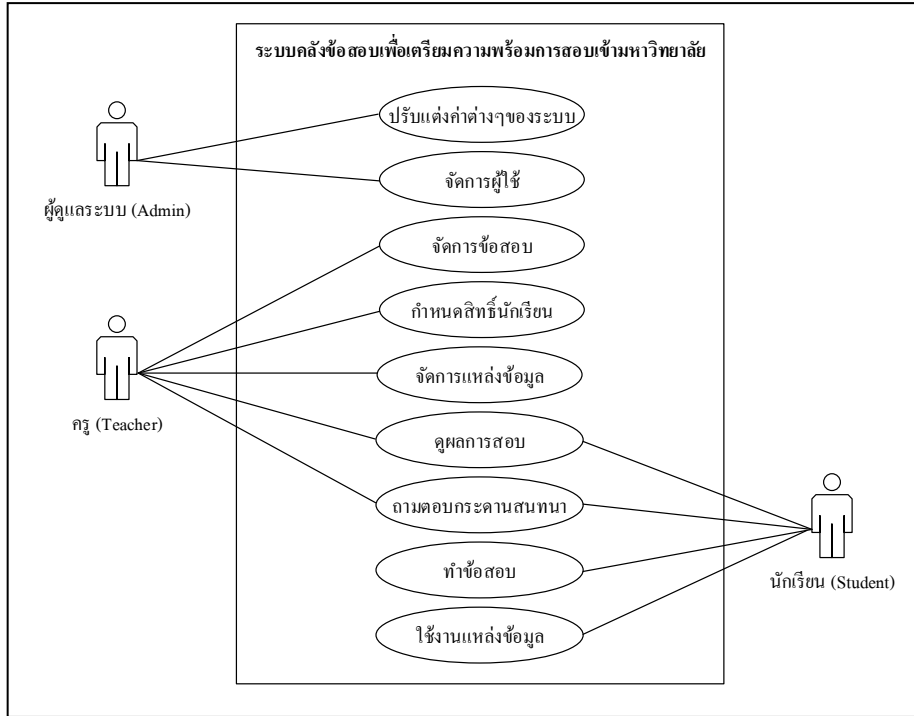 ระบบคลังข้อสอบเพื่อเตรียมความพร้อมการสอบเข้ามหาวิทยาลัย
ปรับแต่งค่าต่างๆของระบบ
จัดการผู้ใช้
ผู้ดูแลระบบ (Admin)
จัดการข้อสอบ
กำหนดสิทธิ์นักเรียน
จัดการแหล่งข้อมูล
ครู (Teacher)
ดูผลการสอบ
ถามตอบกระดานสนทนา
ทำข้อสอบ
นักเรียน (Student)
ใช้งานแหล่งข้อมูล